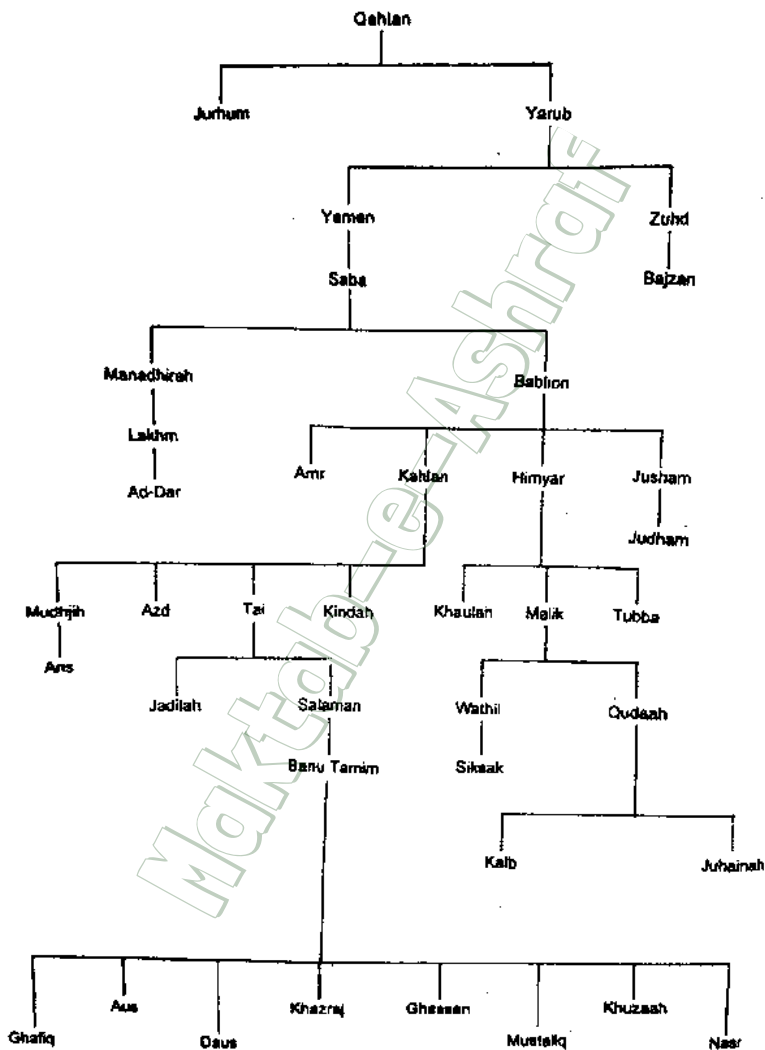 Qahlan
Jurhum Yarub
Yaman Zuhd
Saba Bajzan
Manadhirah Bablion
Lakhm Amr Kahlan Himyar Jusham
Ad-Dar Judham
Mudhjih Azd Tai Kindah Khaulan Malik Tubba
Ans
Jadilah Salaman Wathil Qudaah
Banu Tamim Siksak
Kalb Juhainah
Aus Khazraj Ghassan Khuzaah
Ghafiq Daus Mustaliq Nasr
Maktab-e-Ashraf